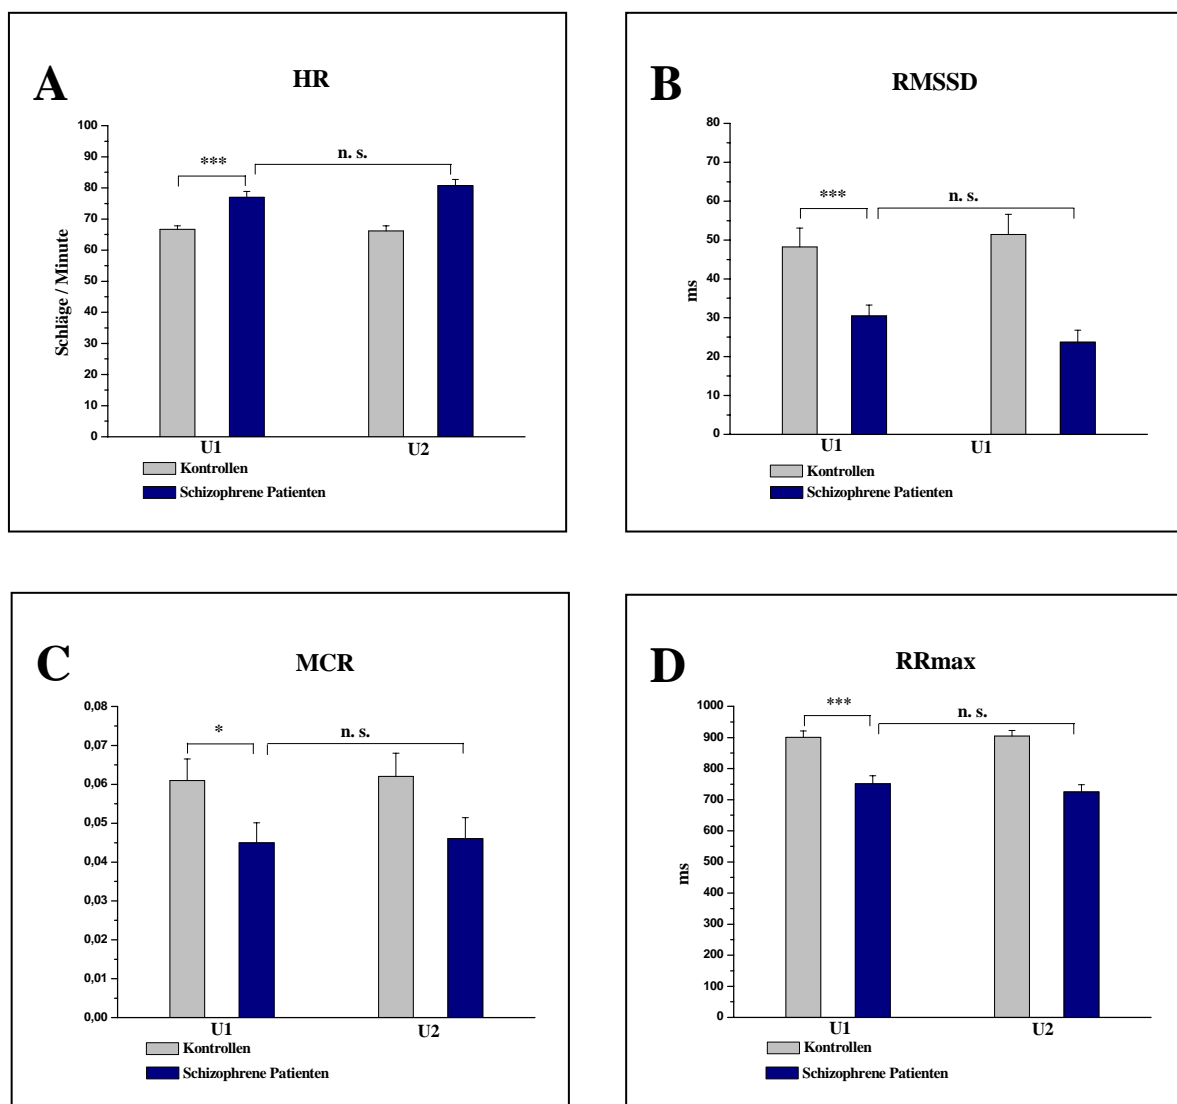 A
HR
Schläge / Minute
100
90
80
70
60
50
40
30
20
10
0
***
n. s.
U1
U2
Kontrollen
Schizophrene Patienten
B
RMSSD
ms
80
70
60
50
40
30
20
10
0
***
n. s.
U1
U1
Kontrollen
Schizophrene Patienten
C
MCR
0,08
0,07
0,06
0,05
0,04
0,03
0,02
0,01
0,00
*
n. s.
U1
U2
Kontrollen
Schizophrene Patienten
D
RRmax
ms
1000
900
800
700
600
500
400
300
200
100
0
***
n. s.
U1
U2
Kontrollen
Schizophrene Patienten